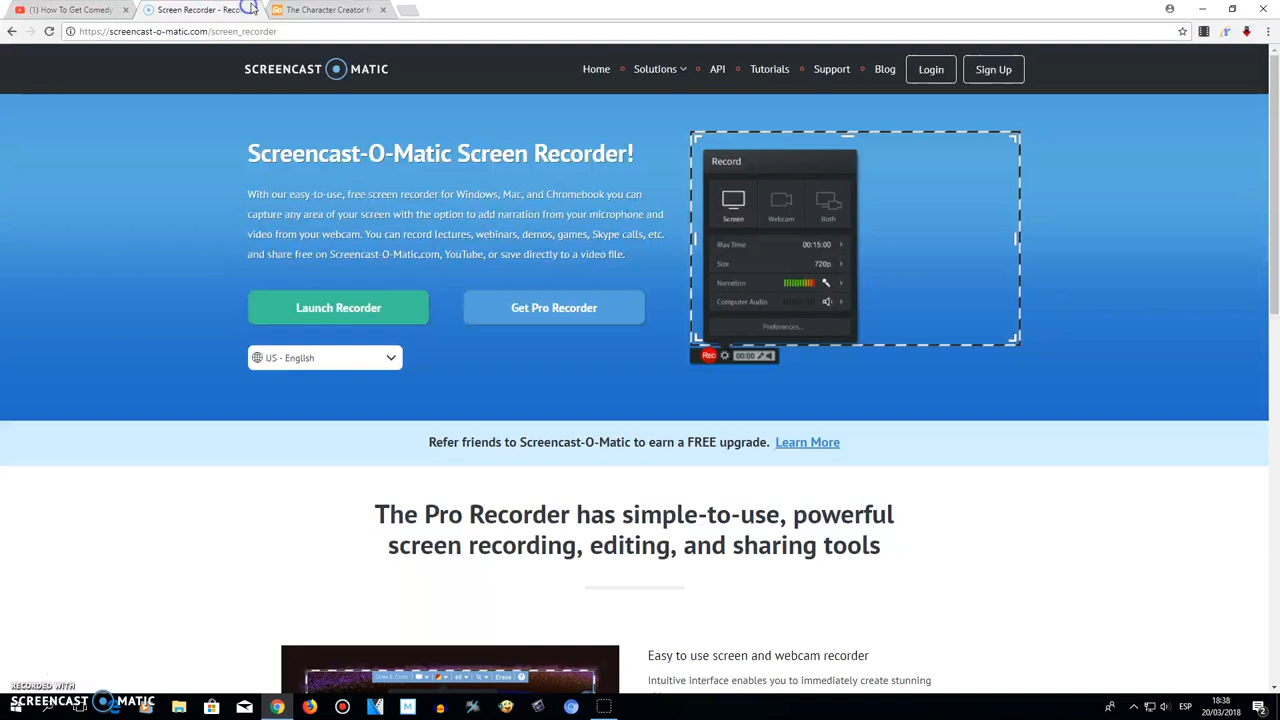 (1) How To Get Comedy
Screen Recorder - Reco
The Character Creator fr
https://screencast-o-matic.com/screen_recorder
SCREENCAST O MATIC
Home
Solutions
API
Tutorials
Support
Blog
Login
Sign Up
Screencast-O-Matic Screen Recorder!
With our easy-to-use, free screen recorder for Windows, Mac, and Chromebook you can
capture any area of your screen with the option to add narration from your microphone and
video from your webcam. You can record lectures, webinars, demos, games, Skype calls, etc.
and share free on Screencast-O-Matic.com, YouTube, or save directly to a video file.
Launch Recorder
Get Pro Recorder
US - English
Record
Screen
Webcam
Both
Max Time 00:15:00
Size 720p
Narration
Computer Audio
Preferences...
Rec 00:00
Refer friends to Screencast-O-Matic to earn a FREE upgrade. Learn More
The Pro Recorder has simple-to-use, powerful
screen recording, editing, and sharing tools
Easy to use screen and webcam recorder
Intuitive interface enables you to immediately create stunning
Draw & Zoom
Erase
RECORDED WITH
SCREENCAST MATIC
ESP
18:38
20/03/2018